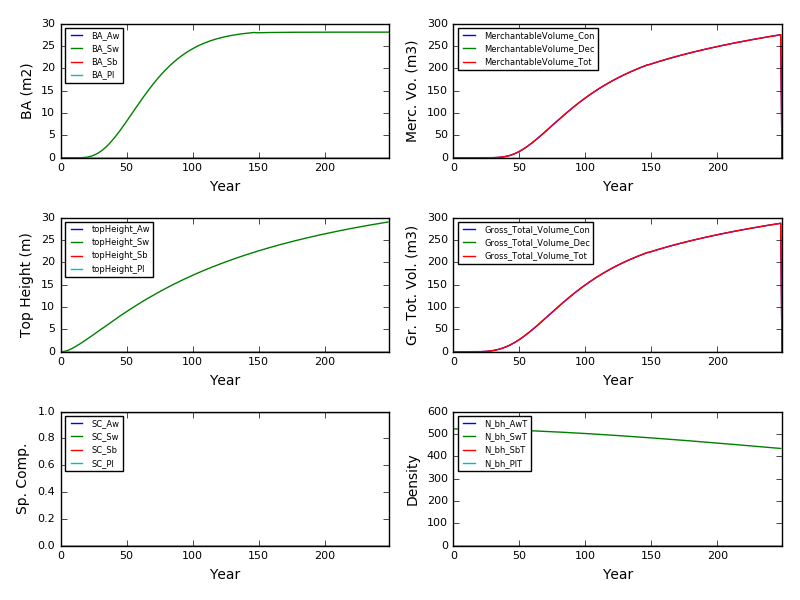 30
25
20
15
10
5
0
BA (m2)
BA_Aw
BA_Sw
BA_Sb
BA_Pl
0 50 100 150 200
Year
300
250
200
150
100
50
0
Merc. Vo. (m3)
MerchantableVolume_Con
MerchantableVolume_Dec
MerchantableVolume_Tot
0 50 100 150 200
Year
30
25
20
15
10
5
0
Top Height (m)
topHeight_Aw
topHeight_Sw
topHeight_Sb
topHeight_Pl
0 50 100 150 200
Year
300
250
200
150
100
50
0
Gr. Tot. Vol. (m3)
Gross_Total_Volume_Con
Gross_Total_Volume_Dec
Gross_Total_Volume_Tot
0 50 100 150 200
Year
1.0
0.8
0.6
0.4
0.2
0.0
Sp. Comp.
SC_Aw
SC_Sw
SC_Sb
SC_Pl
0 50 100 150 200
Year
600
500
400
300
200
100
0
Density
N_bh_AwT
N_bh_SwT
N_bh_SbT
N_bh_PlT
0 50 100 150 200
Year